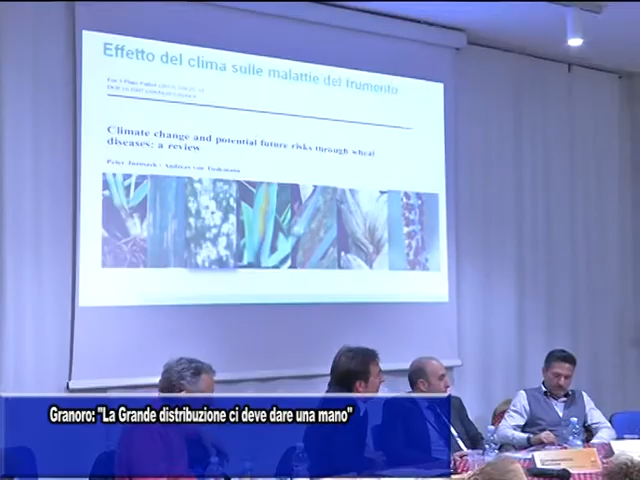 Effetto del clima sulle malattie del frumento
Climate change and potential future risks through wheat
diseases: a review
Granoro: "La Grande distribuzione ci deve dare una mano"